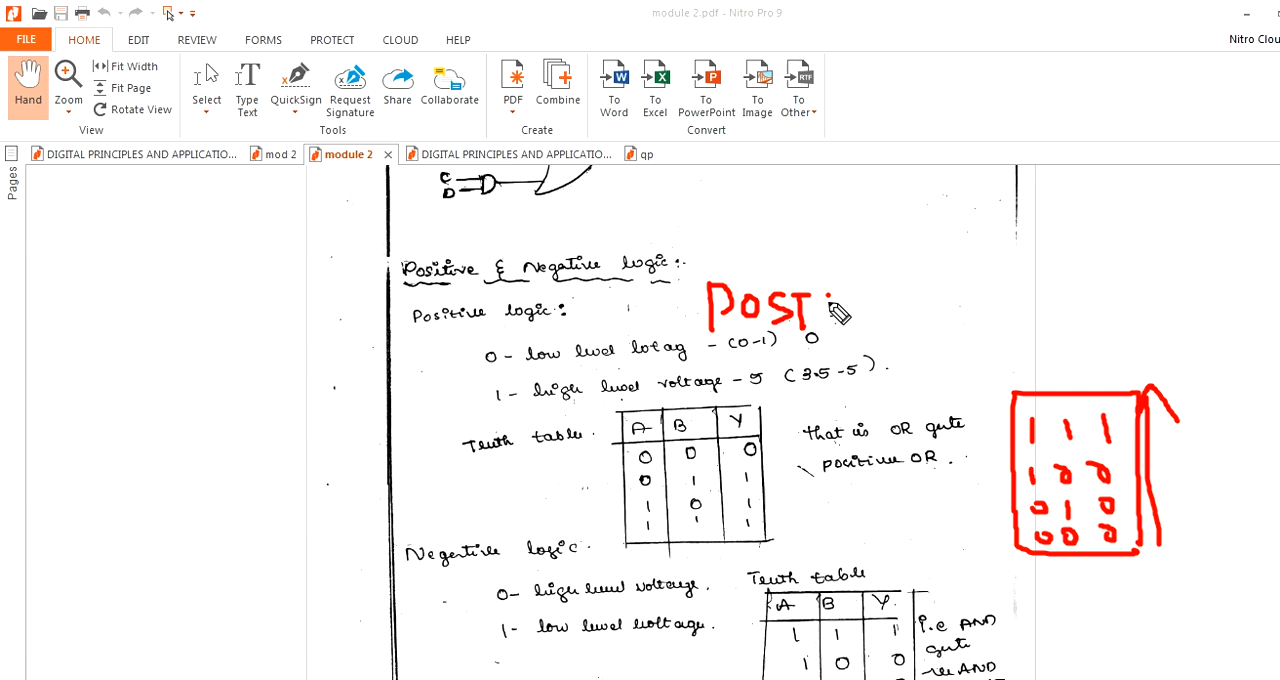 module 2.pdf - Nitro Pro 9
FILE HOME EDIT REVIEW FORMS PROTECT CLOUD HELP
Nitro Clou
Hand
Zoom
Fit Width
Fit Page
Rotate View
View
Select
Type Text
QuickSign
Request Signature
Share
Collaborate
Tools
PDF
Combine
Create
To Word
To Excel
To PowerPoint
To Image
To Other
Convert
DIGITAL PRINCIPLES AND APPLICATIO... mod 2 module 2 DIGITAL PRINCIPLES AND APPLICATIO... qp
Pages
C
D
Positive & Negative logic:
Positive logic:
POST
0 - low level - (0-1) 0
1 - high level voltage - 5 (3.5-5).
Truth table.
A B Y
0 0 0
0 1 1
1 0 1
1 1 1
That is OR gate
positive OR.
1 1 1
1 0 0
0 1 0
0 0 0
Negative logic.
0- high level voltage.
1- low level voltage.
Truth table
A B Y
1 1 1
1 0 0
i.e AND
gate
-ve AND